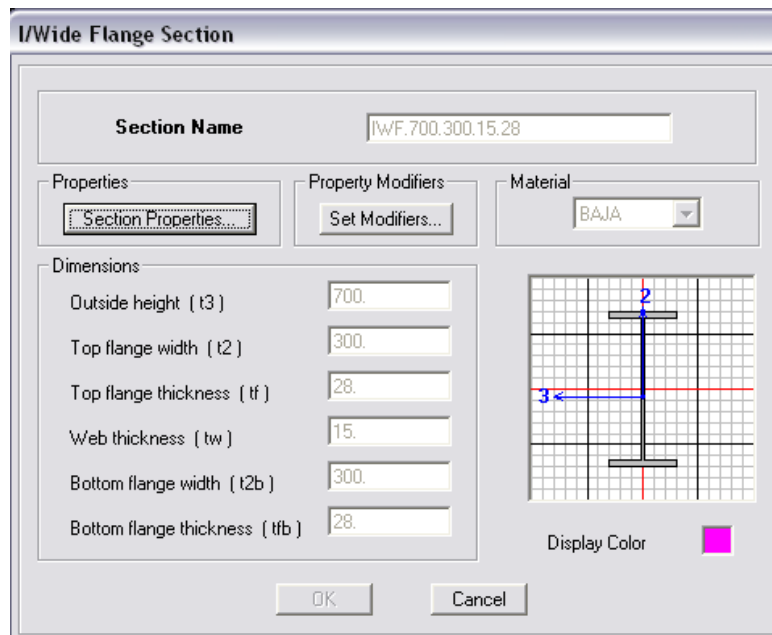 I/Wide Flange Section
Section Name IWF.700.300.15.28
Properties Property Modifiers Material
Section Properties... Set Modifiers... BAJA
Dimensions
Outside height ( t3 ) 700.
Top flange width ( t2 ) 300.
Top flange thickness ( tf ) 28.
Web thickness ( tw ) 15.
Bottom flange width ( t2b ) 300.
Bottom flange thickness ( tfb ) 28.
2
3
Display Color
OK Cancel